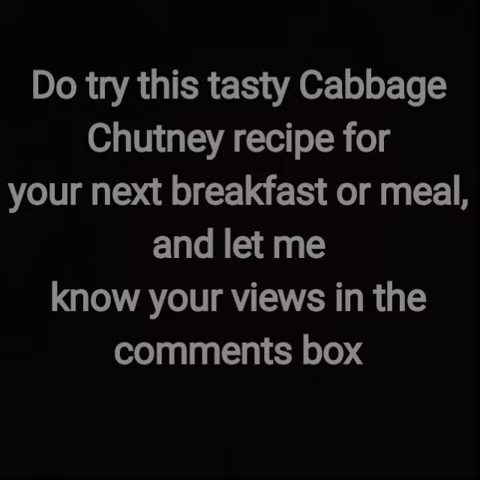 Do try this tasty Cabbage
Chutney recipe for
your next breakfast or meal,
and let me
know your views in the
comments box